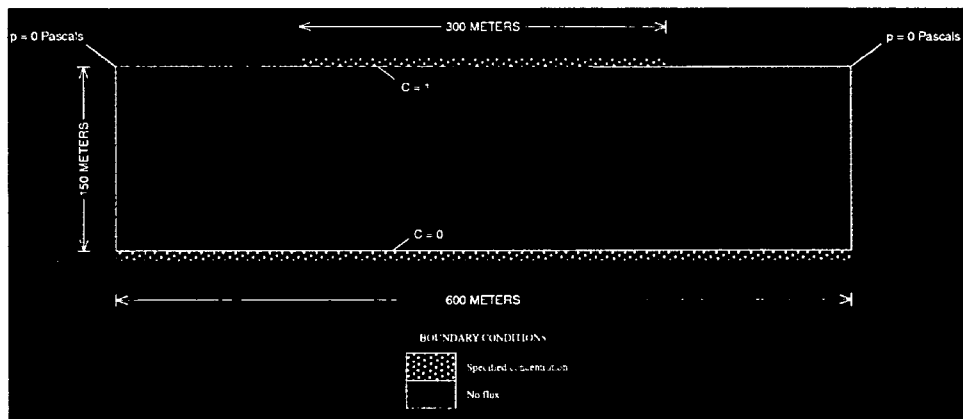 300 METERS
p = 0 Pascals
p = 0 Pascals
C = 1
150 METERS
C = 0
600 METERS
BOUNDARY CONDITIONS
Specified concentration
No flux